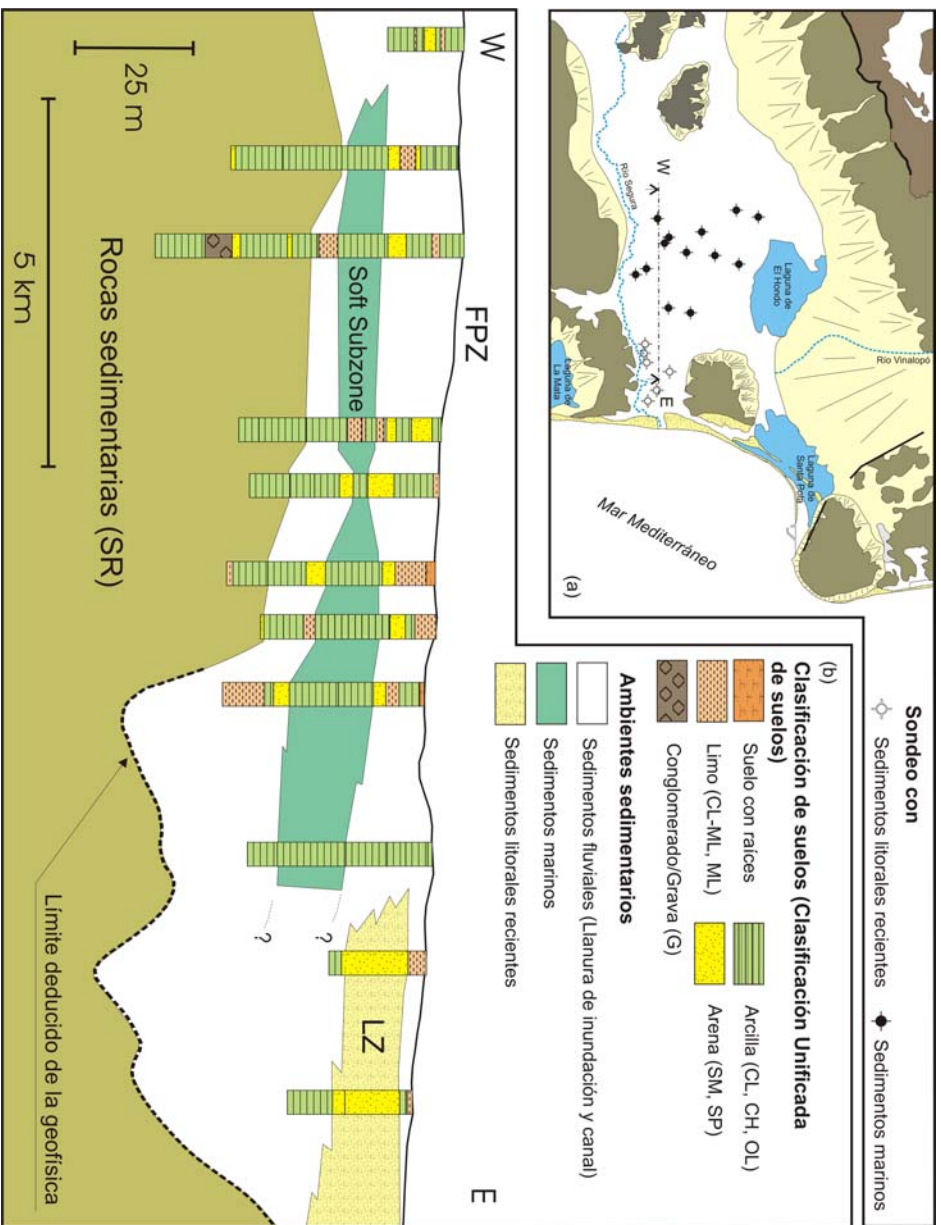 (a)
Río Segura
W
E
Laguna de
El Hondo
Río Vinalopó
Laguna de
Santa Pola
Laguna de
La Mata
Mar Mediterráneo
Sondeo con
Sedimentos litorales recientes
Sedimentos marinos
(b)
Clasificación de suelos (Clasificación Unificada
de suelos)
Suelo con raíces
Arcilla (CL, CH, OL)
Limo (CL-ML, ML)
Arena (SM, SP)
Conglomerado/Grava (G)
Ambientes sedimentarios
Sedimentos fluviales (Llanura de inundación y canal)
Sedimentos marinos
Sedimentos litorales recientes
W
FPZ
E
Soft Subzone
LZ
?
?
Rocas sedimentarias (SR)
25 m
5 km
Límite deducido de la geofísica